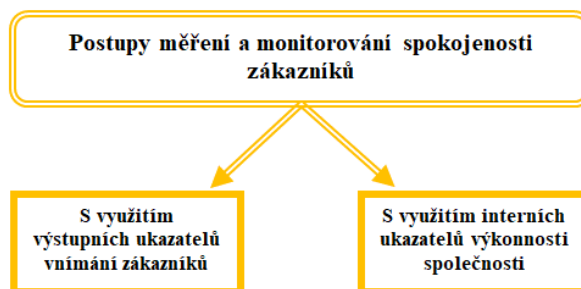 Postupy měření a monitorování spokojenosti
zákazníků
S využitím
výstupních ukazatelů
vnímání zákazníků
S využitím interních
ukazatelů výkonnosti
společnosti